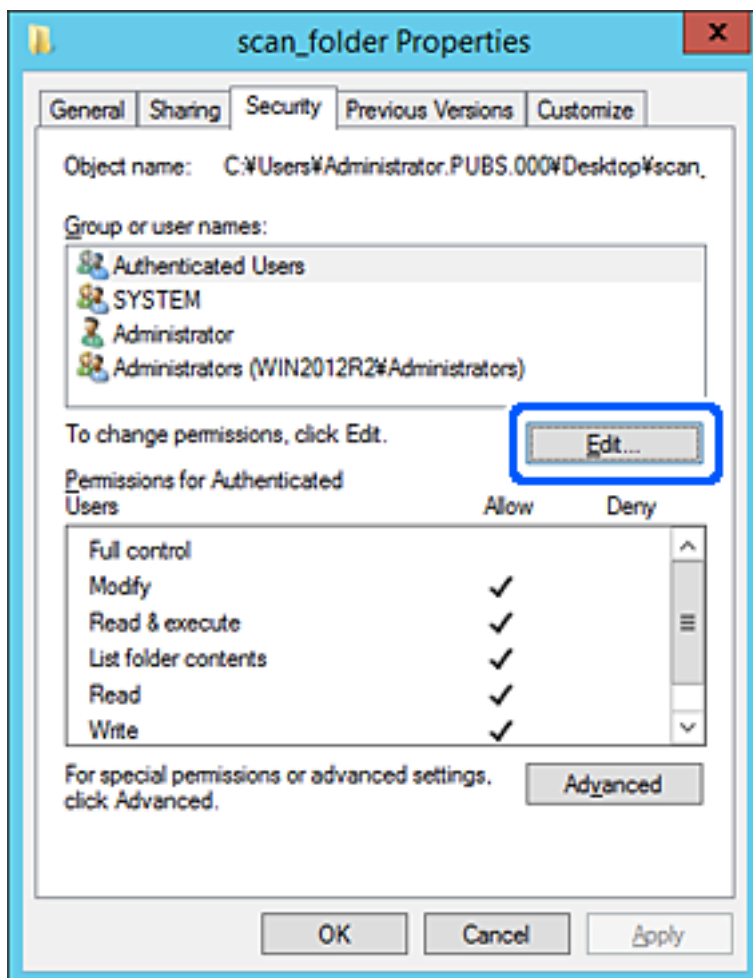 scan_folder Properties
x
General Sharing Security Previous Versions Customize
Object name: C:¥Users¥Administrator.PUBS.000¥Desktop¥scan_
Group or user names:
Authenticated Users
SYSTEM
Administrator
Administrators (WIN2012R2¥Administrators)
To change permissions, click Edit.
Edit...
Permissions for Authenticated
Users Allow Deny
Full control
Modify
Read & execute
List folder contents
Read
Write
For special permissions or advanced settings,
click Advanced.
Advanced
OK Cancel Apply